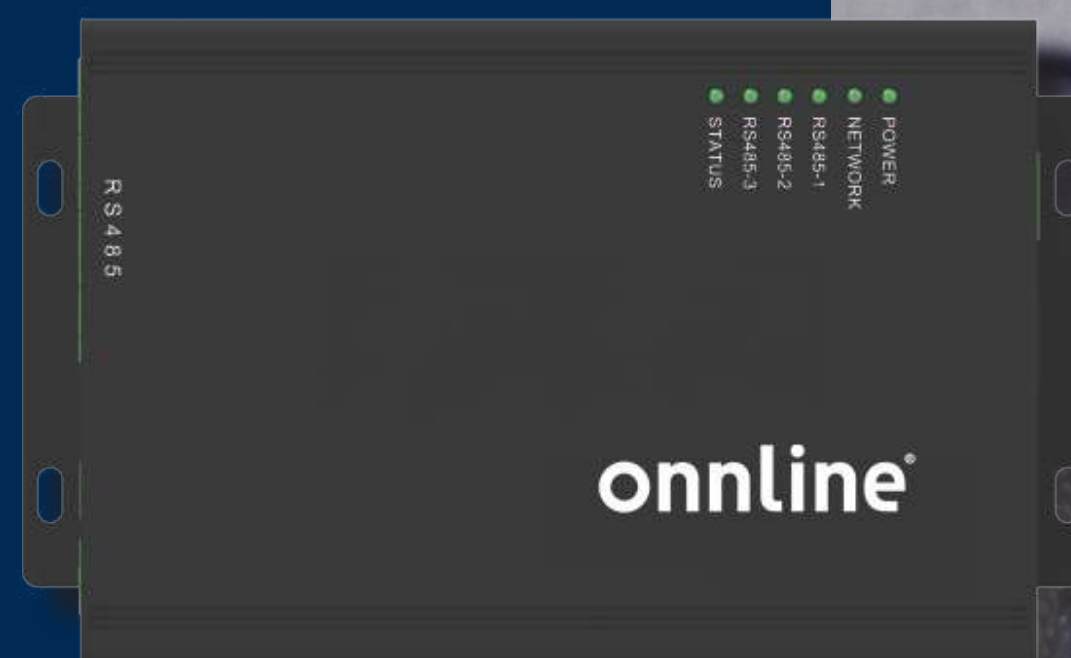 STATUS
RS485-3
RS485-2
RS485-1
NETWORK
POWER
RS485
onnline®